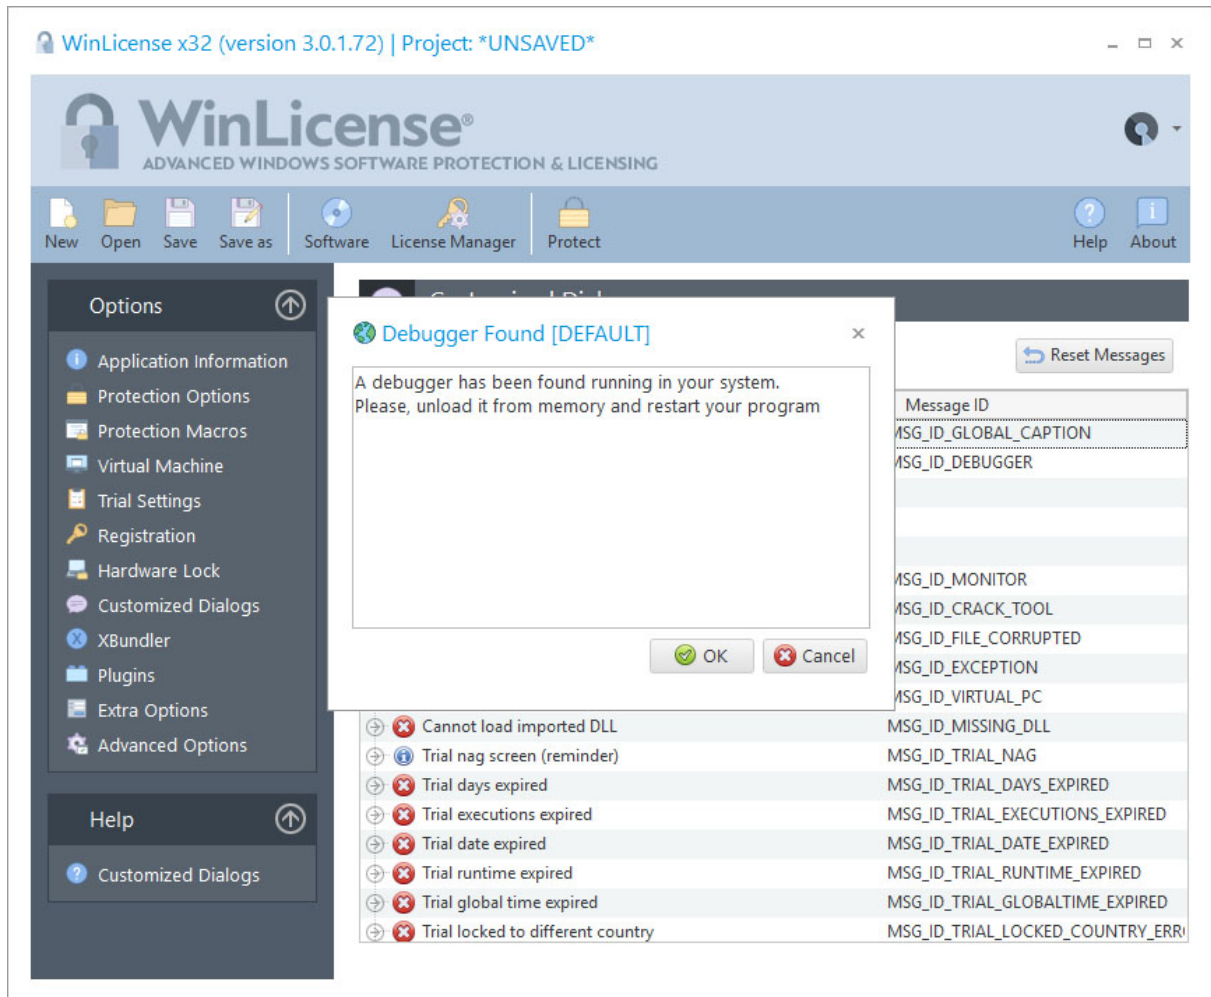 WinLicense x32 (version 3.0.1.72) | Project: *UNSAVED*
WinLicense®
ADVANCED WINDOWS SOFTWARE PROTECTION & LICENSING
New Open Save Save as Software License Manager Protect Help About
Options
Application Information
Protection Options
Protection Macros
Virtual Machine
Trial Settings
Registration
Hardware Lock
Customized Dialogs
XBundler
Plugins
Extra Options
Advanced Options
Help
Customized Dialogs
Debugger Found [DEFAULT]
A debugger has been found running in your system.
Please, unload it from memory and restart your program
OK Cancel
Reset Messages
Message ID
MSG_ID_GLOBAL_CAPTION
MSG_ID_DEBUGGER
MSG_ID_MONITOR
MSG_ID_CRACK_TOOL
MSG_ID_FILE_CORRUPTED
MSG_ID_EXCEPTION
MSG_ID_VIRTUAL_PC
Cannot load imported DLL MSG_ID_MISSING_DLL
Trial nag screen (reminder) MSG_ID_TRIAL_NAG
Trial days expired MSG_ID_TRIAL_DAYS_EXPIRED
Trial executions expired MSG_ID_TRIAL_EXECUTIONS_EXPIRED
Trial date expired MSG_ID_TRIAL_DATE_EXPIRED
Trial runtime expired MSG_ID_TRIAL_RUNTIME_EXPIRED
Trial global time expired MSG_ID_TRIAL_GLOBALTIME_EXPIRED
Trial locked to different country MSG_ID_TRIAL_LOCKED_COUNTRY_ERR